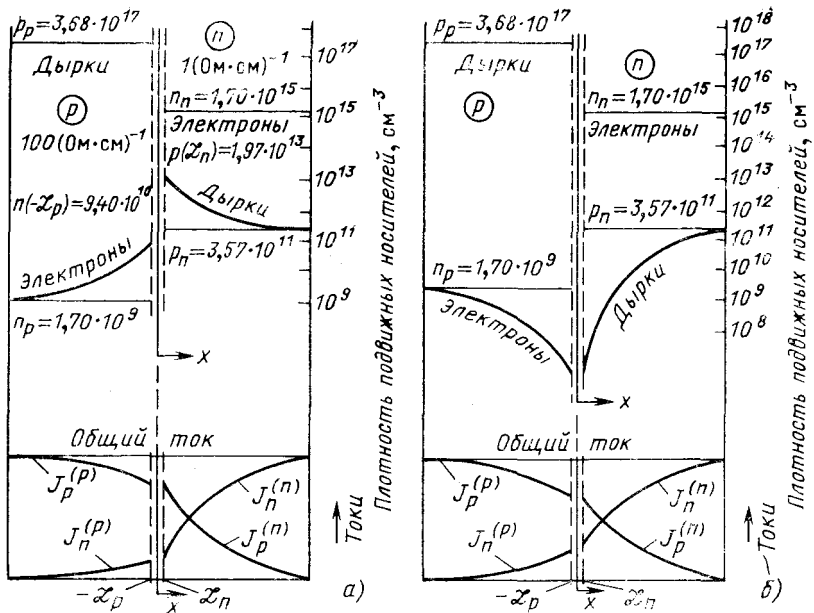 p_p=3,68·10^17
Дырки
(p)
100(Ом·см)^-1
n(-𝓛_p)=9,40·10^10
Электроны
n_p=1,70·10^9
(n)
1(Ом·см)^-1
n_n=1,70·10^15
Электроны
p(𝓛_n)=1,97·10^13
Дырки
p_n=3,57·10^11
x
10^17
10^15
10^13
10^11
10^9
Плотность подвижных носителей, см^-3
Общий ток
J_p^(p)
J_n^(p)
J_n^(n)
J_p^(n)
Токи
-𝓛_p
x
𝓛_n
а)
p_p=3,68·10^17
Дырки
(p)
n_p=1,70·10^9
Электроны
(n)
n_n=1,70·10^15
Электроны
p_n=3,57·10^11
Дырки
x
10^18
10^17
10^16
10^15
10^14
10^13
10^12
10^11
10^10
10^9
10^8
Плотность подвижных носителей, см^-3
Общий ток
J_p^(p)
J_n^(p)
J_n^(n)
J_p^(n)
-Токи
-𝓛_p
x
𝓛_n
б)